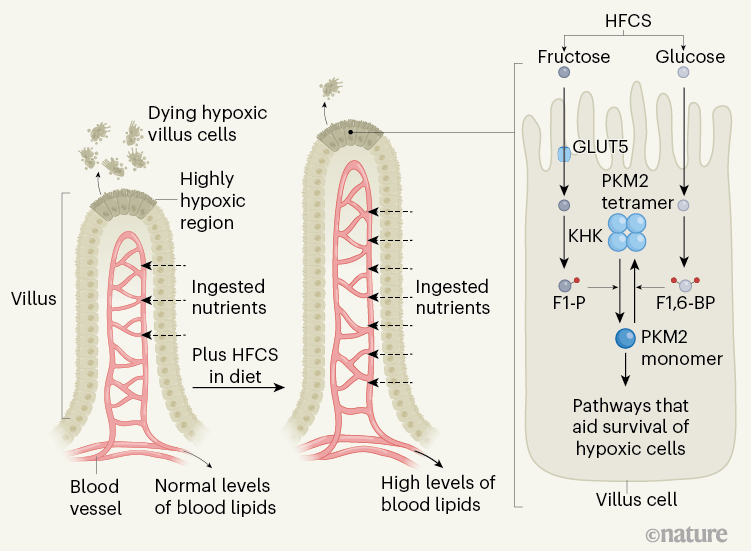 HFCS
Fructose
Glucose
Dying hypoxic
villus cells
GLUT5
Highly
hypoxic
region
PKM2
tetramer
KHK
Villus
Ingested
nutrients
Ingested
nutrients
F1-P
F1,6-BP
Plus HFCS
in diet
PKM2
monomer
Pathways that
aid survival of
hypoxic cells
Blood
vessel
Normal levels
of blood lipids
High levels of
blood lipids
Villus cell
©nature